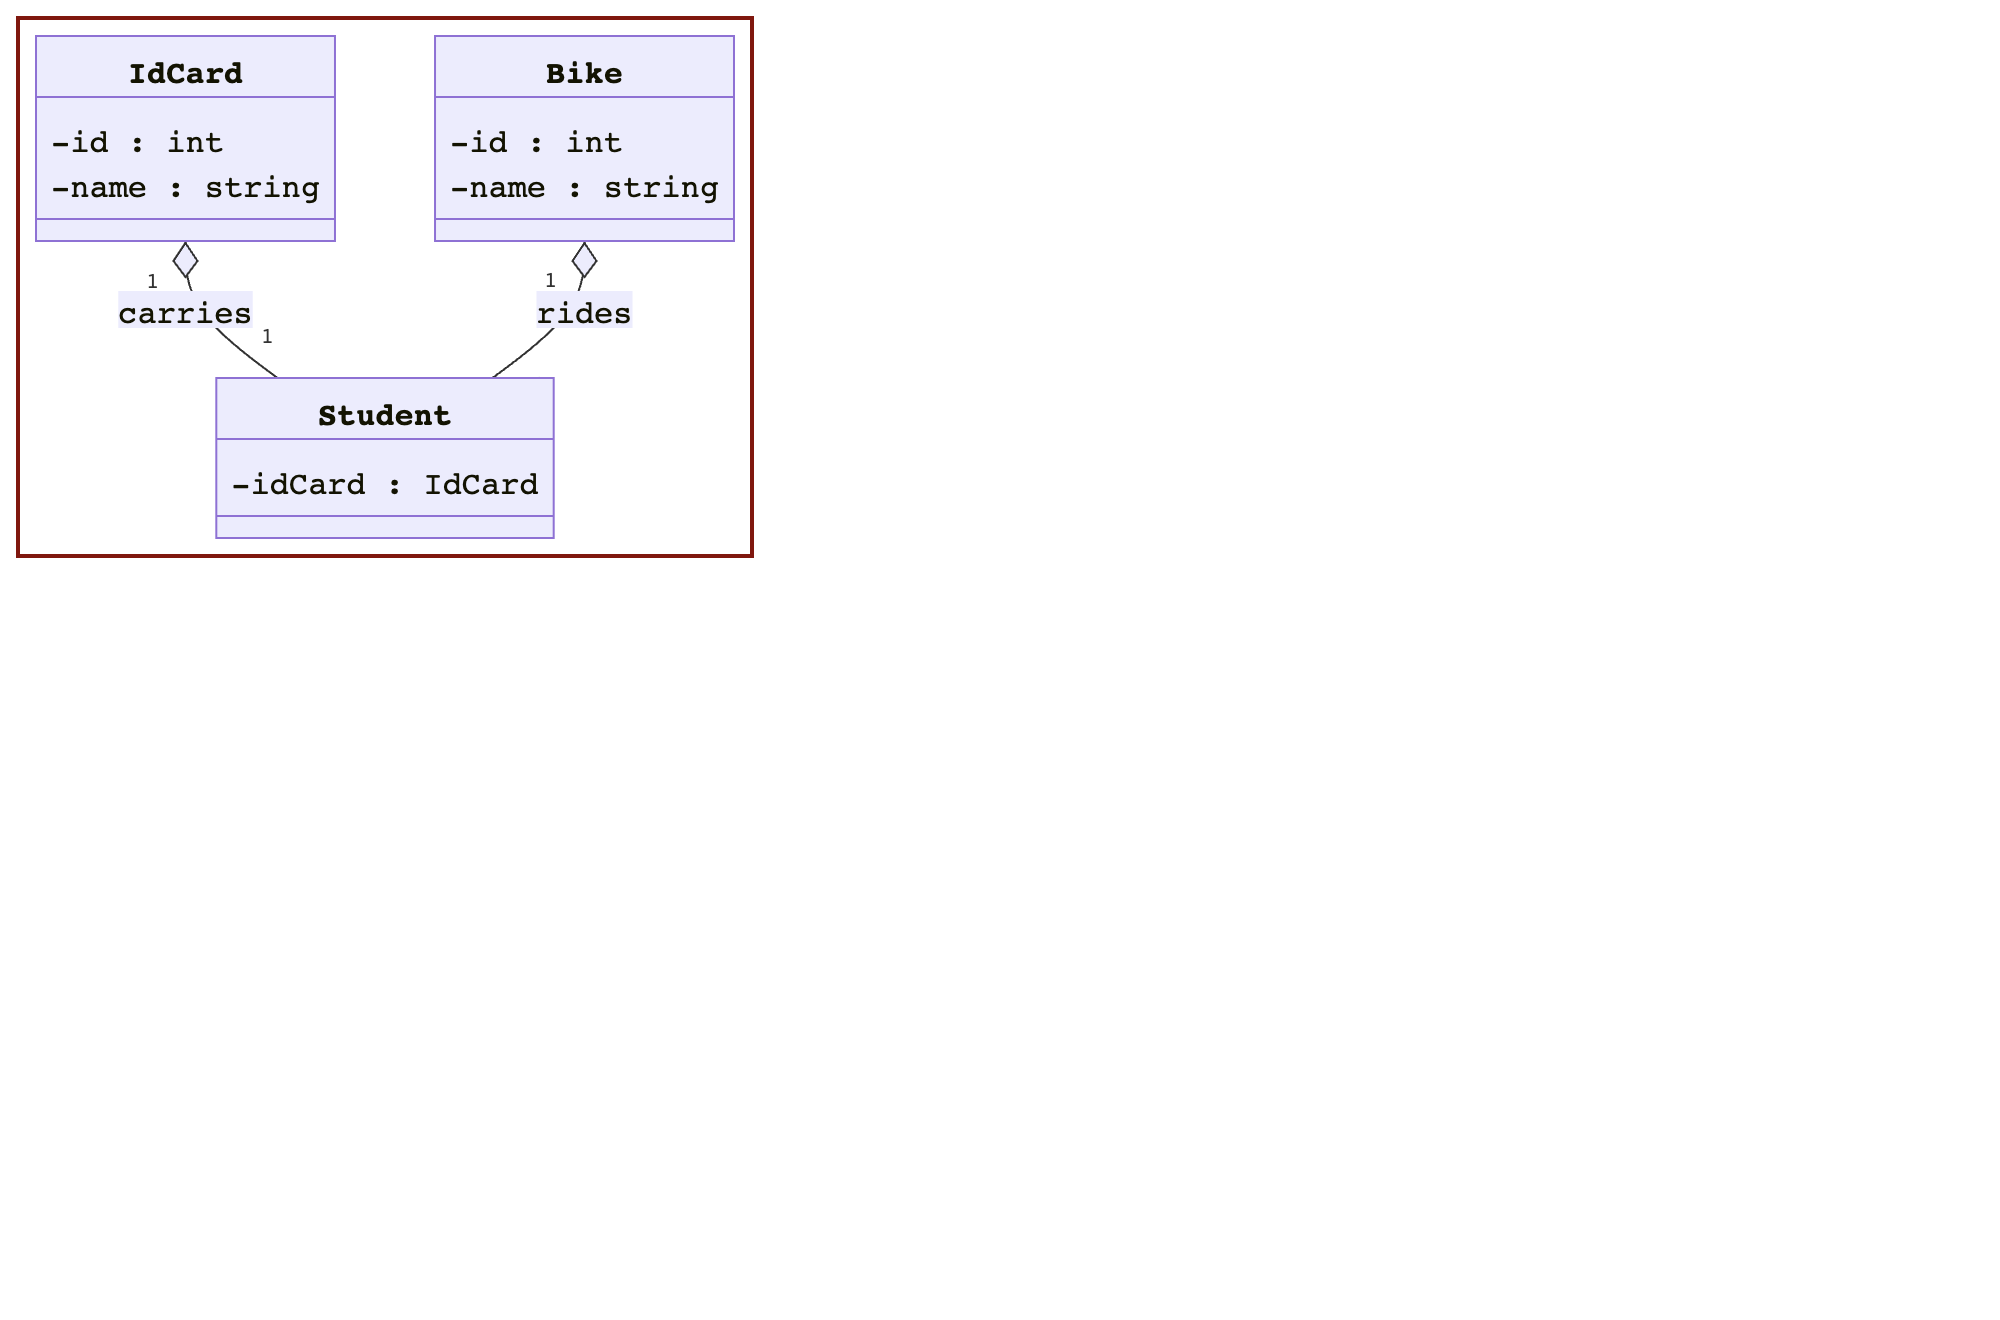 IdCard
-id : int
-name : string
Bike
-id : int
-name : string
1
carries
1
1
rides
Student
-idCard : IdCard